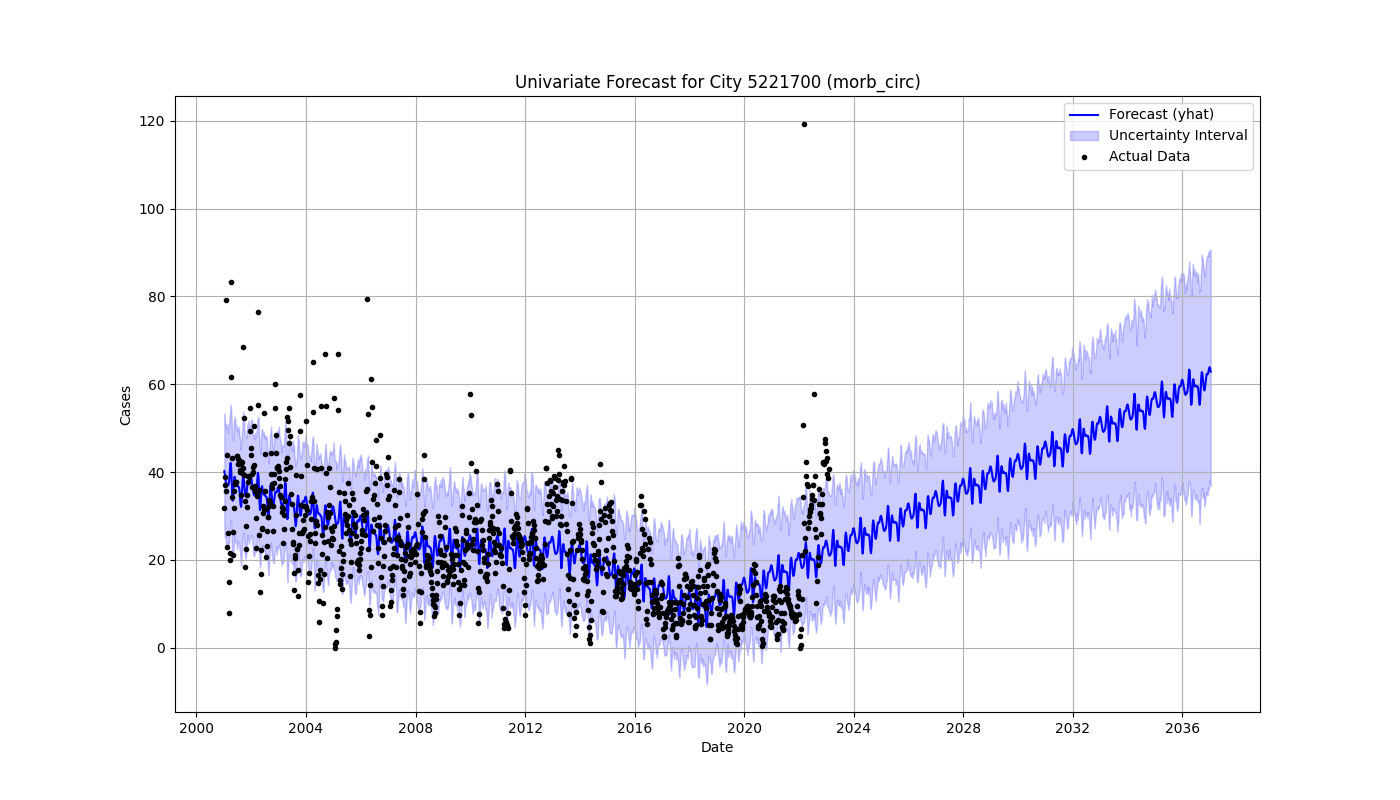 Univariate Forecast for City 5221700 (morb_circ)
Forecast (yhat)
Uncertainty Interval
Actual Data
Cases
120
100
80
60
40
20
0
2000 2004 2008 2012 2016 2020 2024 2028 2032 2036
Date